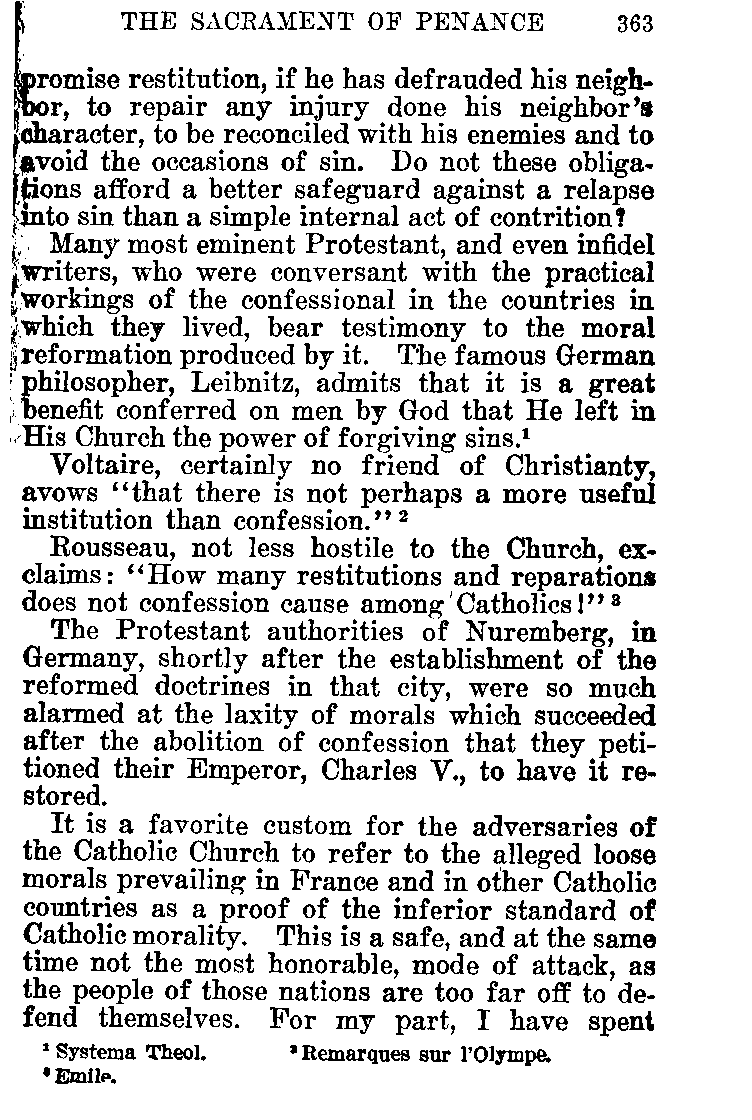 THE SACRAMENT OF PENANCE 363
promise restitution, if he has defrauded his neigh-
bor, to repair any injury done his neighbor's
character, to be reconciled with his enemies and to
avoid the occasions of sin. Do not these obliga-
tions afford a better safeguard against a relapse
into sin than a simple internal act of contrition?
Many most eminent Protestant, and even infidel
writers, who were conversant with the practical
workings of the confessional in the countries in
which they lived, bear testimony to the moral
reformation produced by it. The famous German
philosopher, Leibnitz, admits that it is a great
benefit conferred on men by God that He left in
His Church the power of forgiving sins.¹
Voltaire, certainly no friend of Christianty,
avows "that there is not perhaps a more useful
institution than confession." ²
Rousseau, not less hostile to the Church, ex-
claims: "How many restitutions and reparations
does not confession cause among Catholics!" ³
The Protestant authorities of Nuremberg, in
Germany, shortly after the establishment of the
reformed doctrines in that city, were so much
alarmed at the laxity of morals which succeeded
after the abolition of confession that they peti-
tioned their Emperor, Charles V., to have it re-
stored.
It is a favorite custom for the adversaries of
the Catholic Church to refer to the alleged loose
morals prevailing in France and in other Catholic
countries as a proof of the inferior standard of
Catholic morality. This is a safe, and at the same
time not the most honorable, mode of attack, as
the people of those nations are too far off to de-
fend themselves. For my part, I have spent
¹ Systema Theol. ² Remarques sur l'Olympe.
³ Emile.